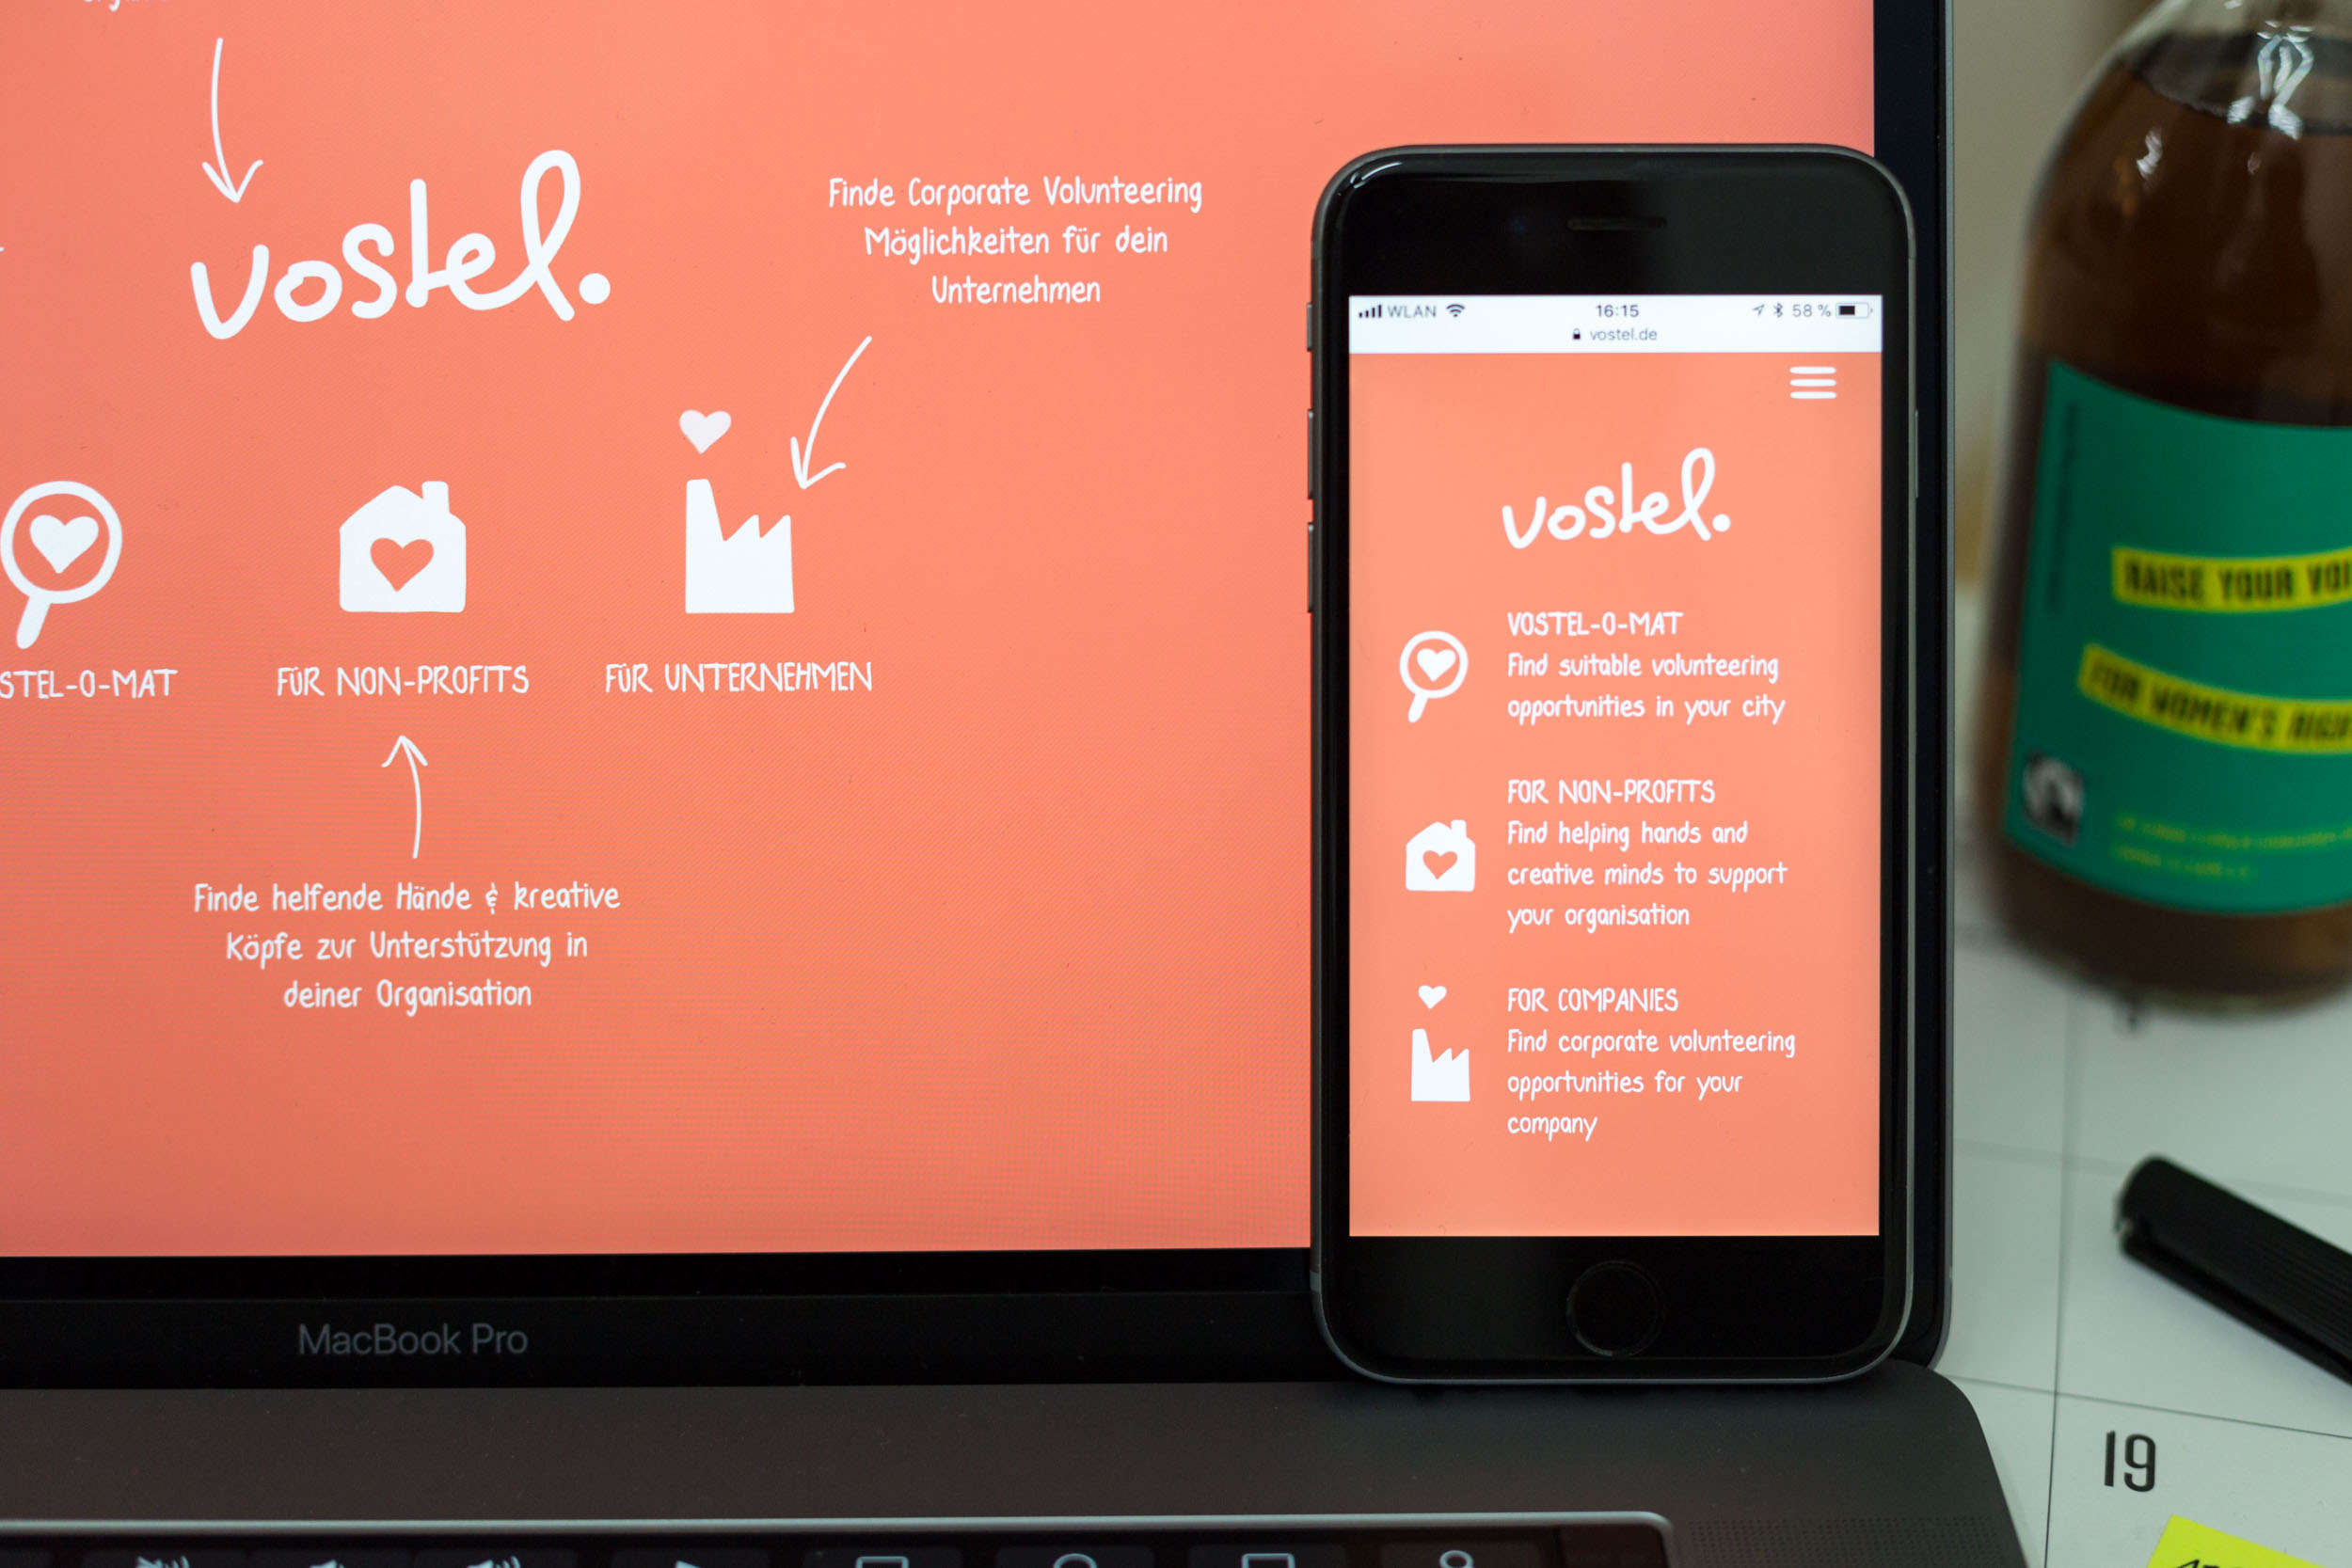 vostel.
Finde Corporate Volunteering
Möglichkeiten für dein
Unternehmen
STEL-O-MAT
FÜR NON-PROFITS
FÜR UNTERNEHMEN
Finde helfende Hände & kreative
Köpfe zur Unterstützung in
deiner Organisation
MacBook Pro
WLAN 16:15 58 %
vostel.de
vostel.
VOSTEL-O-MAT
Find suitable volunteering
opportunities in your city
FOR NON-PROFITS
Find helping hands and
creative minds to support
your organisation
FOR COMPANIES
Find corporate volunteering
opportunities for your
company
RAISE YOUR VOI
FOR WOMEN'S RIG
19